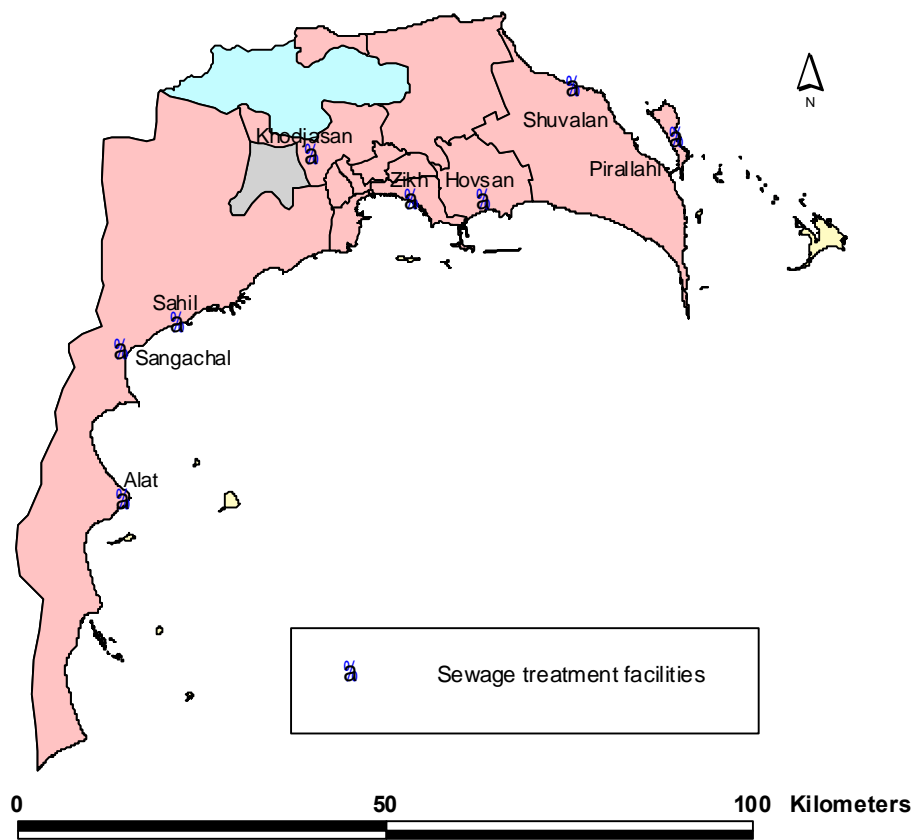 N
Shuvalan
Khodjasan
Pirallahi
Zikh
Hovsan
Sahil
Sangachal
Alat
Sewage treatment facilities
0 50 100 Kilometers